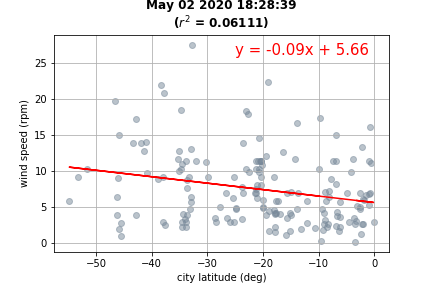 May 02 2020 18:28:39
(r² = 0.06111)
y = -0.09x + 5.66
25
20
15
10
5
0
wind speed (rpm)
−50 −40 −30 −20 −10 0
city latitude (deg)